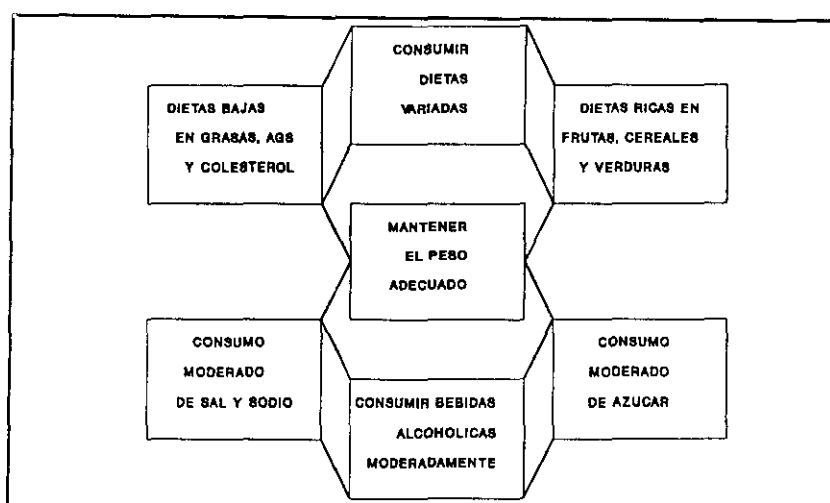 CONSUMIR
DIETAS
VARIADAS
DIETAS BAJAS
EN GRASAS, AGS
Y COLESTEROL
DIETAS RICAS EN
FRUTAS, CEREALES
Y VERDURAS
MANTENER
EL PESO
ADECUADO
CONSUMO
MODERADO
DE SAL Y SODIO
CONSUMIR BEBIDAS
ALCOHOLICAS
MODERADAMENTE
CONSUMO
MODERADO
DE AZUCAR